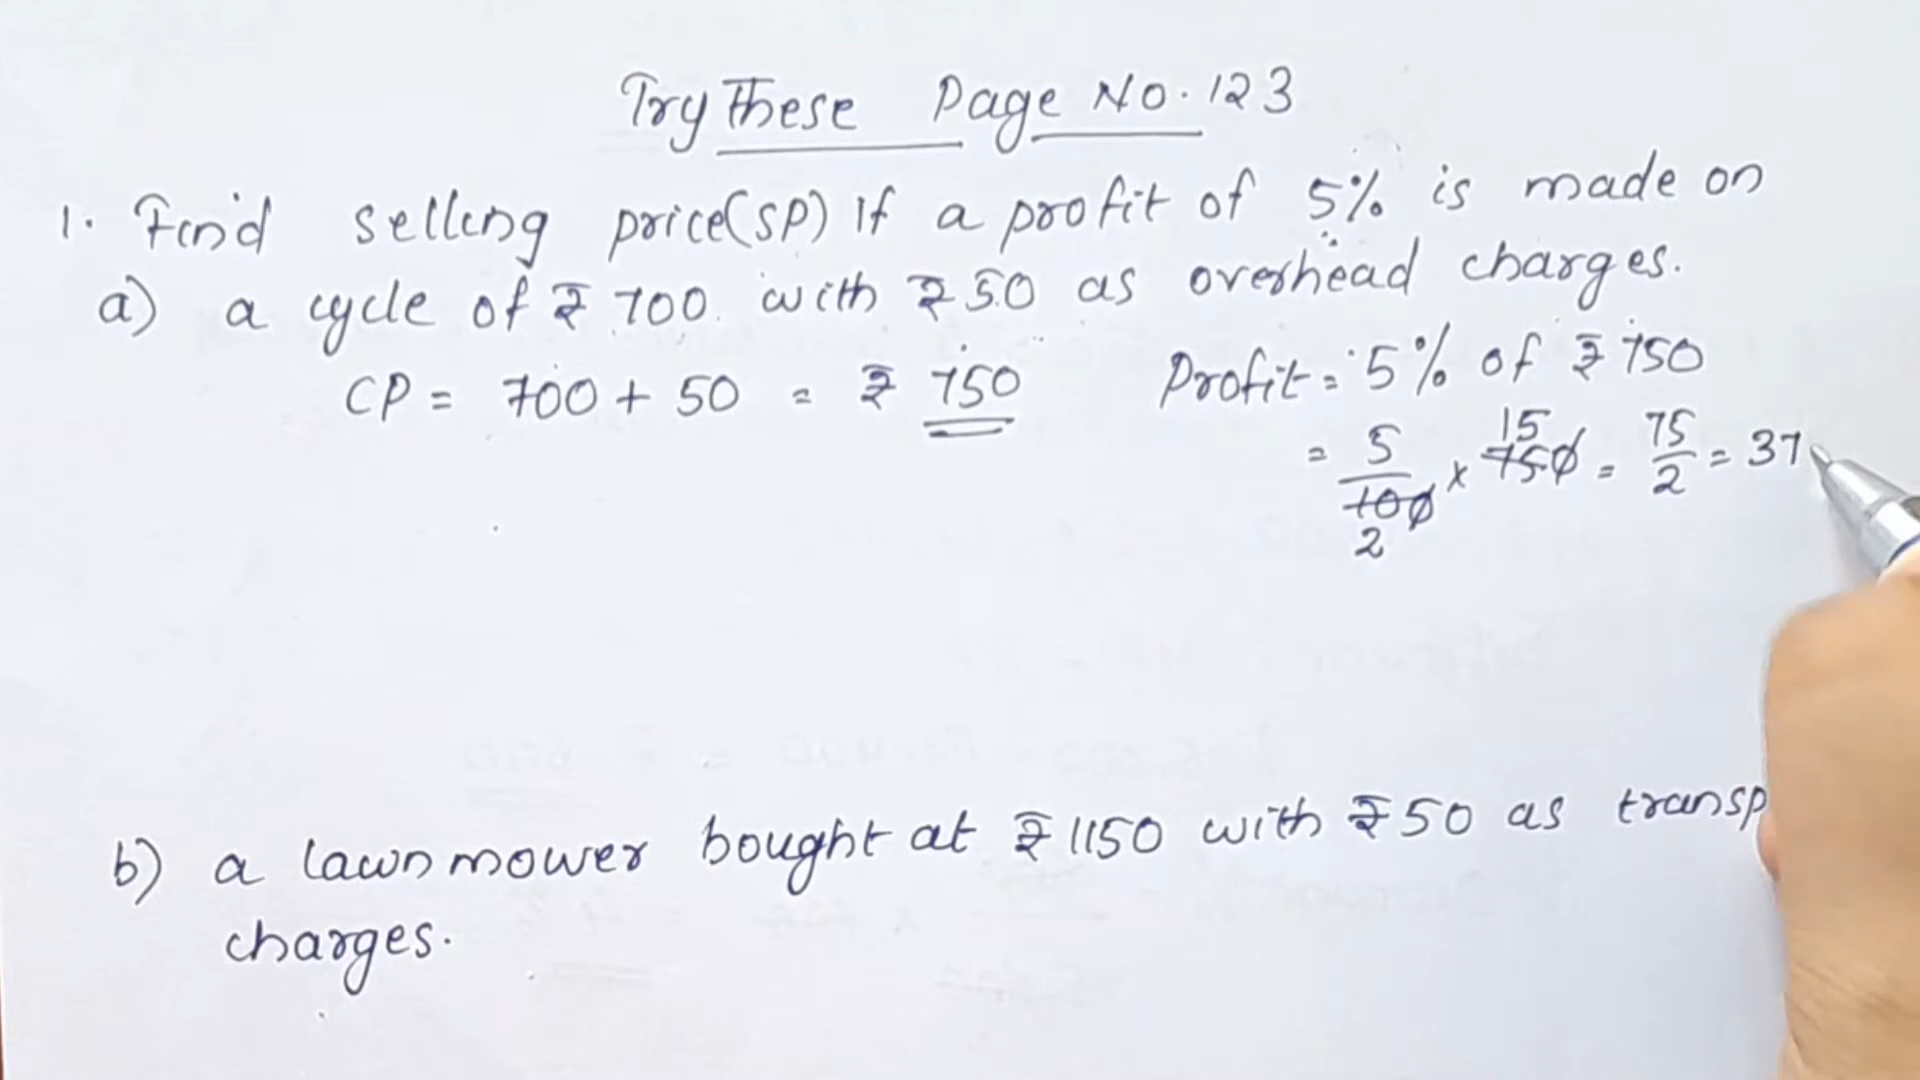 Try These Page No. 123
1. Find selling price(SP) If a profit of 5% is made on
a) a cycle of ₹ 700 with ₹50 as overhead charges.
CP = 700 + 50 = ₹ 750
Profit = 5% of ₹ 750
= 5/100 × 750 = 75/2 = 37
15
2
b) a lawn mower bought at ₹1150 with ₹50 as transp
charges.